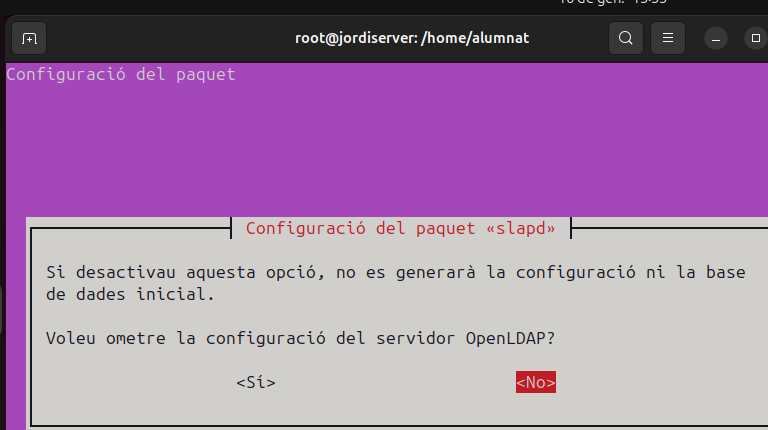 root@jordiserver: /home/alumnat
Configuració del paquet
Configuració del paquet «slapd»
Si desactivau aquesta opció, no es generarà la configuració ni la base
de dades inicial.
Voleu ometre la configuració del servidor OpenLDAP?
<Sí> <No>